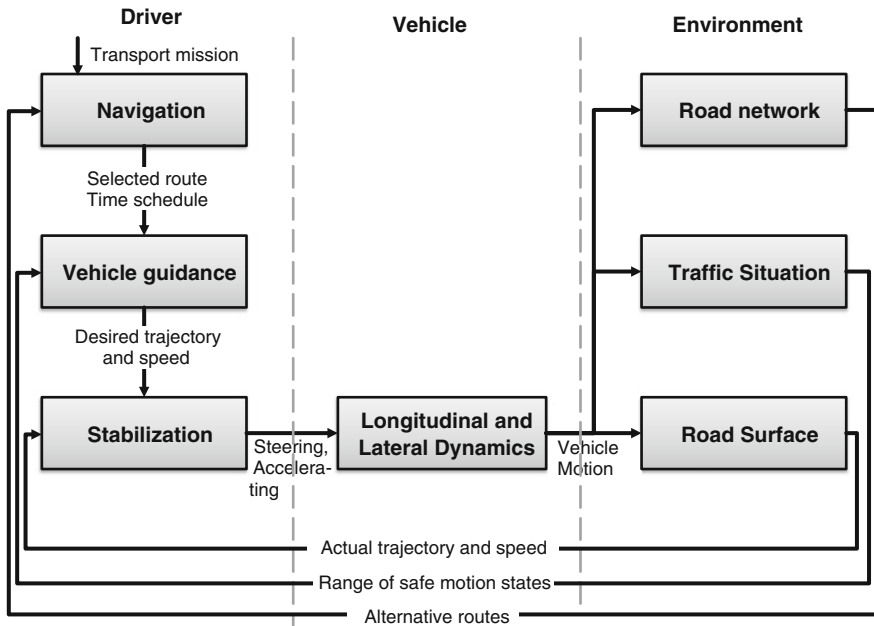 Driver
Vehicle
Environment
Transport mission
Navigation
Road network
Selected route
Time schedule
Vehicle guidance
Traffic Situation
Desired trajectory
and speed
Stabilization
Longitudinal and
Lateral Dynamics
Road Surface
Steering,
Accelera-
ting
Vehicle
Motion
Actual trajectory and speed
Range of safe motion states
Alternative routes